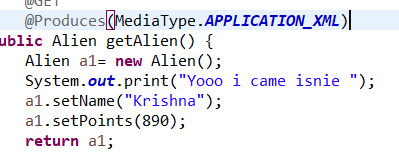 @GET
@Produces(MediaType.APPLICATION_XML)
ublic Alien getAlien() {
Alien a1= new Alien();
System.out.print("Yooo i came isnie ");
a1.setName("Krishna");
a1.setPoints(890);
return a1;